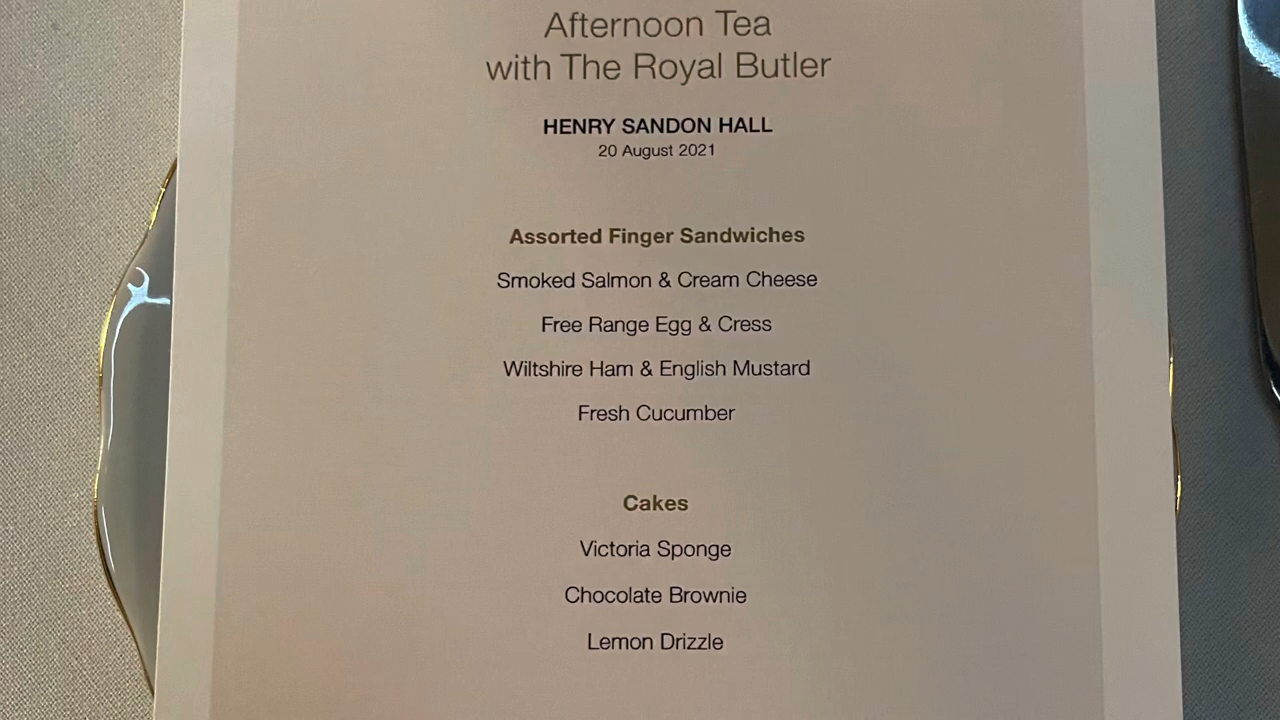 Afternoon Tea
with The Royal Butler
HENRY SANDON HALL
20 August 2021
Assorted Finger Sandwiches
Smoked Salmon & Cream Cheese
Free Range Egg & Cress
Wiltshire Ham & English Mustard
Fresh Cucumber
Cakes
Victoria Sponge
Chocolate Brownie
Lemon Drizzle